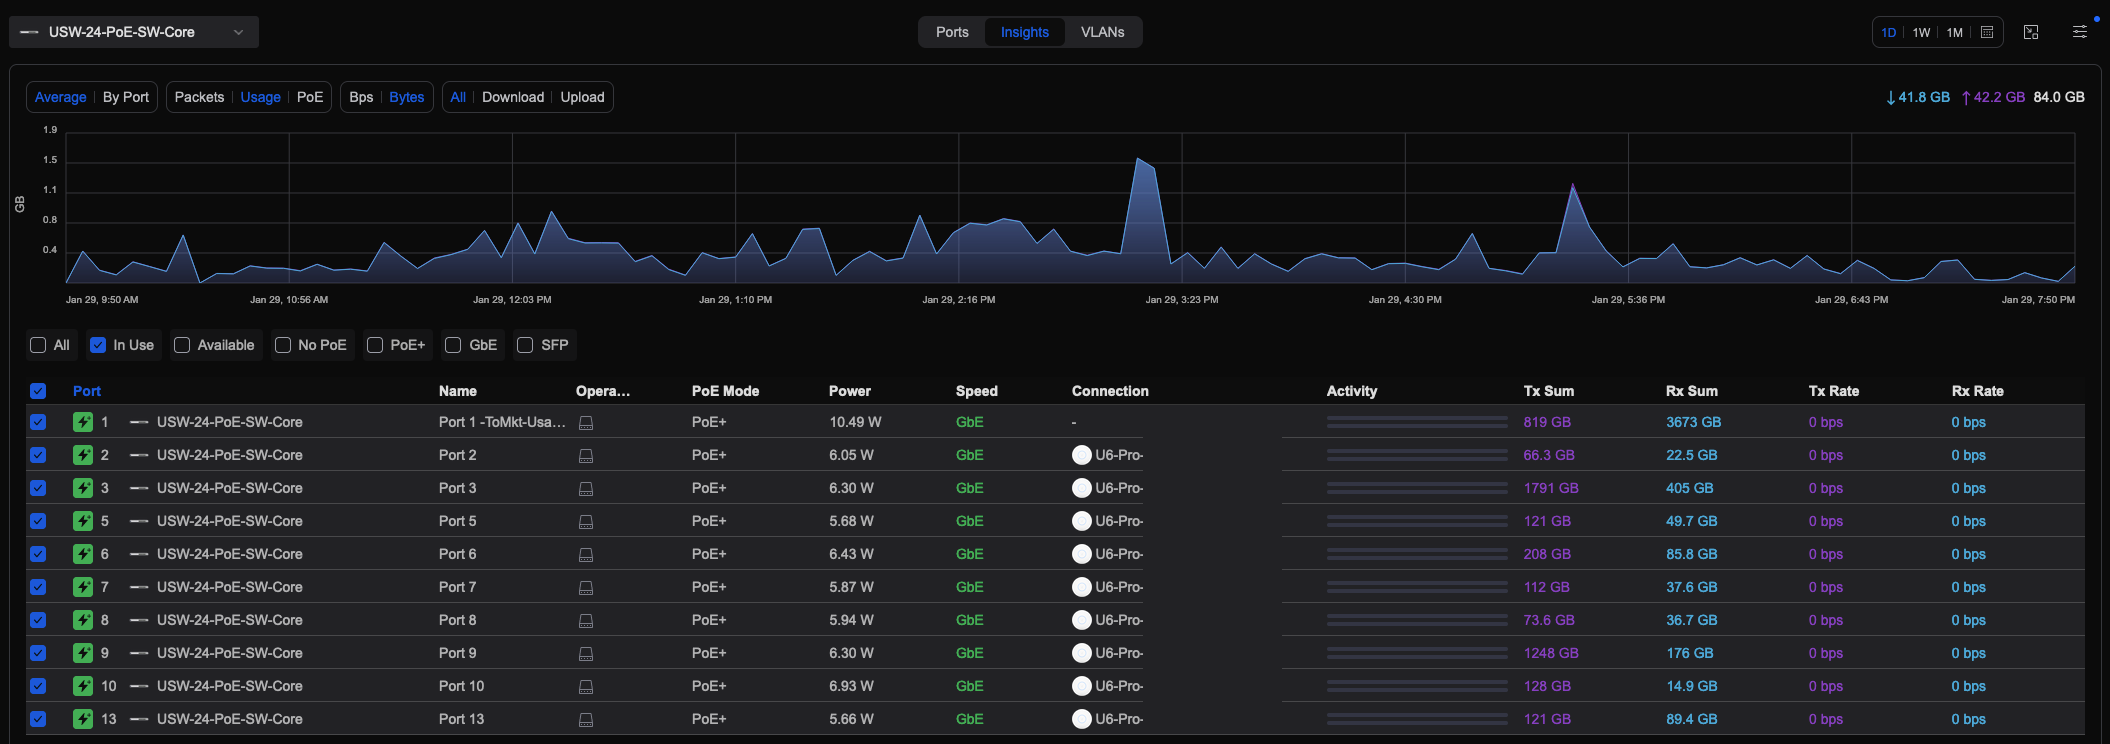 USW-24-PoE-SW-Core
Ports Insights VLANs
1D 1W 1M
Average By Port Packets Usage PoE Bps Bytes All Download Upload
↓41.8 GB ↑42.2 GB 84.0 GB
1.9
1.5
1.1
0.8
0.4
GB
Jan 29, 9:50 AM Jan 29, 10:56 AM Jan 29, 12:03 PM Jan 29, 1:10 PM Jan 29, 2:16 PM Jan 29, 3:23 PM Jan 29, 4:30 PM Jan 29, 5:36 PM Jan 29, 6:43 PM Jan 29, 7:50 PM
All In Use Available No PoE PoE+ GbE SFP
Port Name Opera... PoE Mode Power Speed Connection Activity Tx Sum Rx Sum Tx Rate Rx Rate
1 USW-24-PoE-SW-Core Port 1 -ToMkt-Usa... PoE+ 10.49 W GbE - 819 GB 3673 GB 0 bps 0 bps
2 USW-24-PoE-SW-Core Port 2 PoE+ 6.05 W GbE U6-Pro- 66.3 GB 22.5 GB 0 bps 0 bps
3 USW-24-PoE-SW-Core Port 3 PoE+ 6.30 W GbE U6-Pro- 1791 GB 405 GB 0 bps 0 bps
5 USW-24-PoE-SW-Core Port 5 PoE+ 5.68 W GbE U6-Pro- 121 GB 49.7 GB 0 bps 0 bps
6 USW-24-PoE-SW-Core Port 6 PoE+ 6.43 W GbE U6-Pro- 208 GB 85.8 GB 0 bps 0 bps
7 USW-24-PoE-SW-Core Port 7 PoE+ 5.87 W GbE U6-Pro- 112 GB 37.6 GB 0 bps 0 bps
8 USW-24-PoE-SW-Core Port 8 PoE+ 5.94 W GbE U6-Pro- 73.6 GB 36.7 GB 0 bps 0 bps
9 USW-24-PoE-SW-Core Port 9 PoE+ 6.30 W GbE U6-Pro- 1248 GB 176 GB 0 bps 0 bps
10 USW-24-PoE-SW-Core Port 10 PoE+ 6.93 W GbE U6-Pro- 128 GB 14.9 GB 0 bps 0 bps
13 USW-24-PoE-SW-Core Port 13 PoE+ 5.66 W GbE U6-Pro- 121 GB 89.4 GB 0 bps 0 bps